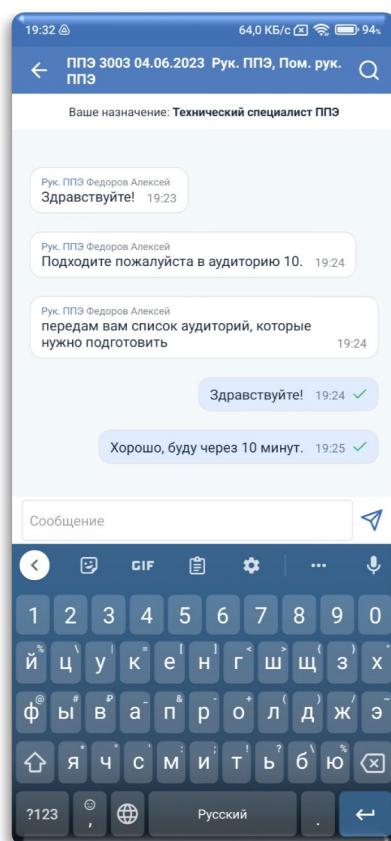 19:32 64,0 КБ/с 94%
ППЭ 3003 04.06.2023 Рук. ППЭ, Пом. рук.
ППЭ
Ваше назначение: Технический специалист ППЭ
Рук. ППЭ Федоров Алексей
Здравствуйте! 19:23
Рук. ППЭ Федоров Алексей
Подходите пожалуйста в аудиторию 10. 19:24
Рук. ППЭ Федоров Алексей
передам вам список аудиторий, которые
нужно подготовить 19:24
Здравствуйте! 19:24
Хорошо, буду через 10 минут. 19:25
Сообщение
GIF
1 2 3 4 5 6 7 8 9 0
й ц у к е н г ш щ з х
ф ы в а п р о л д ж э
я ч с м и т ь б ю
?123 , Русский .